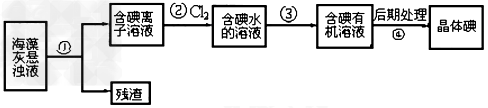 海藻
灰悬
浊液
①
含碘离
子溶液
残渣
②Cl₂
含碘水
的溶液
③
含碘有
机溶液
后期处理
④
晶体碘